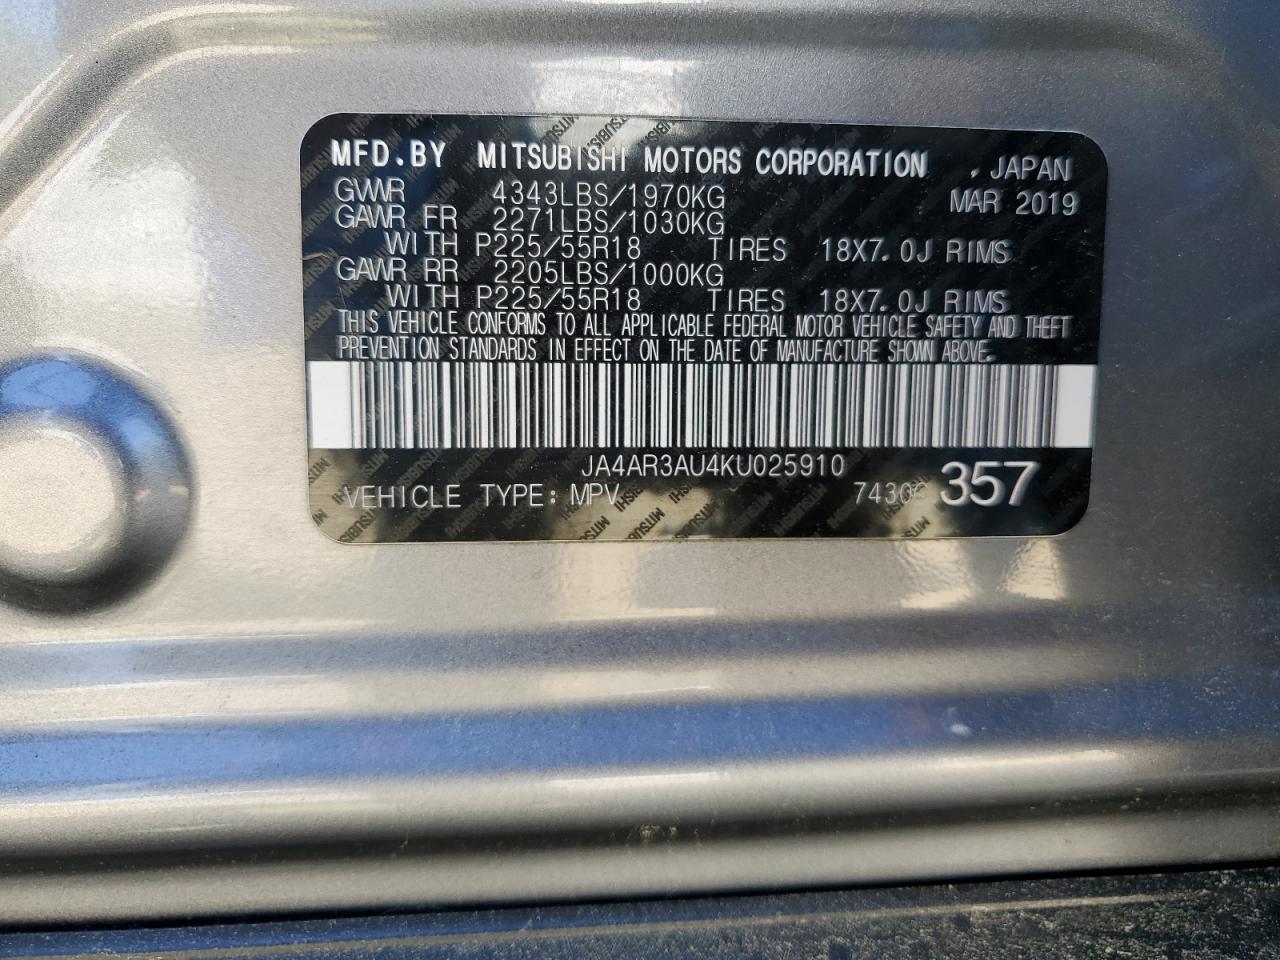 MFD.BY MITSUBISHI MOTORS CORPORATION , JAPAN
GVWR 4343LBS/1970KG MAR 2019
GAWR FR 2271LBS/1030KG
WITH P225/55R18 TIRES 18X7.0J RIMS
GAWR RR 2205LBS/1000KG
WITH P225/55R18 TIRES 18X7.0J RIMS
THIS VEHICLE CONFORMS TO ALL APPLICABLE FEDERAL MOTOR VEHICLE SAFETY AND THEFT
PREVENTION STANDARDS IN EFFECT ON THE DATE OF MANUFACTURE SHOWN ABOVE.
JA4AR3AU4KU025910
VEHICLE TYPE: MPV 357